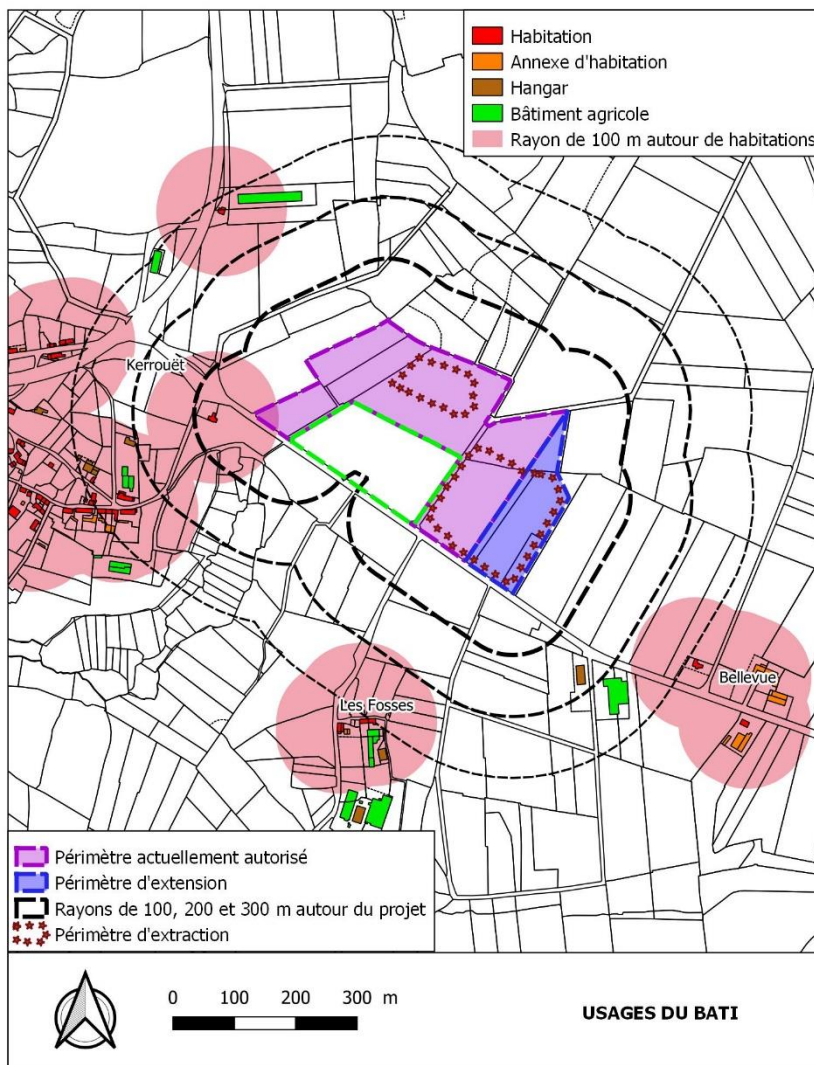 Habitation
Annexe d'habitation
Hangar
Bâtiment agricole
Rayon de 100 m autour de habitations
Kerrouët
Bellevue
Les Fosses
Périmètre actuellement autorisé
Périmètre d'extension
Rayons de 100, 200 et 300 m autour du projet
Périmètre d'extraction
0 100 200 300 m
USAGES DU BATI